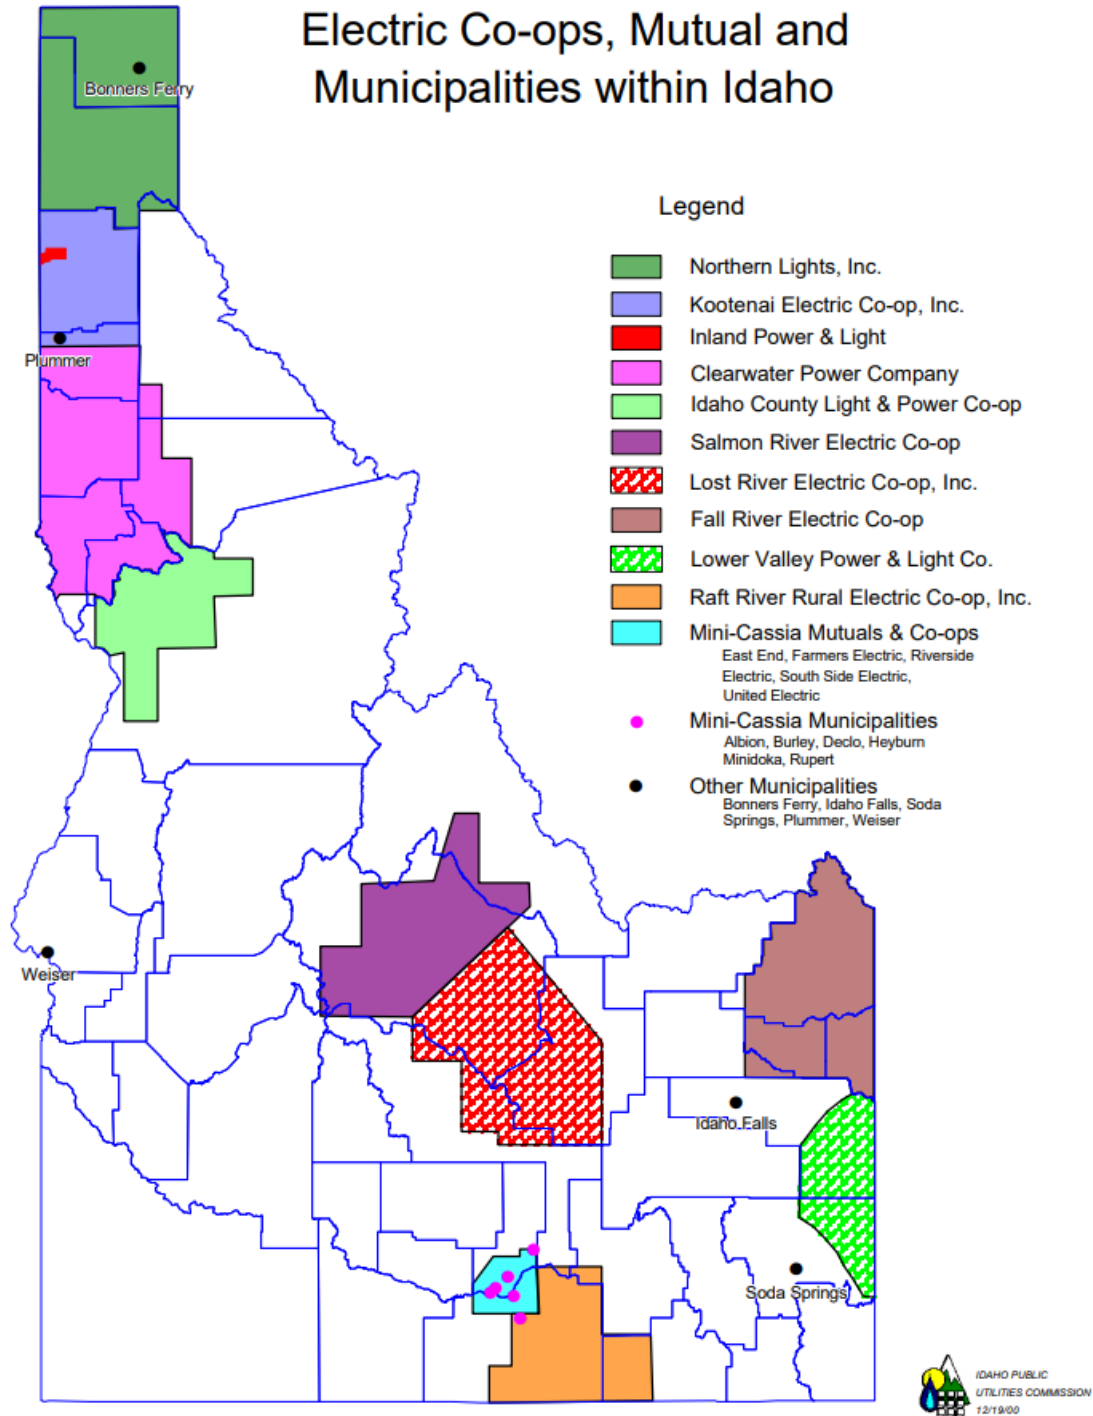 Electric Co-ops, Mutual and
Municipalities within Idaho
Bonners Ferry
Plummer
Weiser
Idaho Falls
Soda Springs
Legend
Northern Lights, Inc.
Kootenai Electric Co-op, Inc.
Inland Power & Light
Clearwater Power Company
Idaho County Light & Power Co-op
Salmon River Electric Co-op
Lost River Electric Co-op, Inc.
Fall River Electric Co-op
Lower Valley Power & Light Co.
Raft River Rural Electric Co-op, Inc.
Mini-Cassia Mutuals & Co-ops
East End, Farmers Electric, Riverside
Electric, South Side Electric,
United Electric
Mini-Cassia Municipalities
Albion, Burley, Declo, Heyburn
Minidoka, Rupert
Other Municipalities
Bonners Ferry, Idaho Falls, Soda
Springs, Plummer, Weiser
IDAHO PUBLIC
UTILITIES COMMISSION
12/19/00